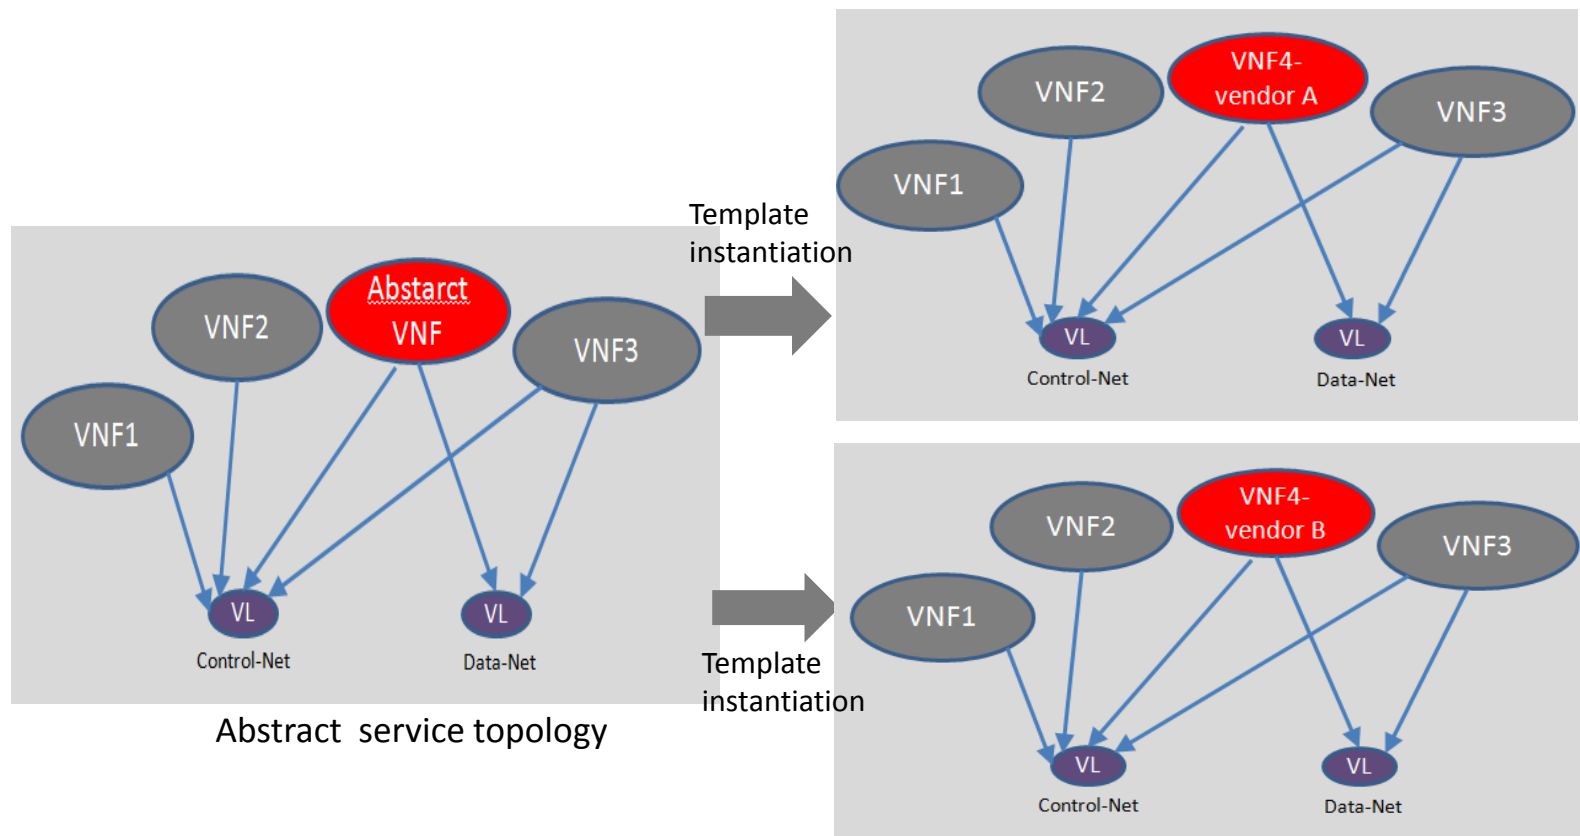 VNF1
VNF2
Abstarct
VNF
VNF3
VL
Control-Net
VL
Data-Net
Abstract service topology
Template
instantiation
Template
instantiation
VNF1
VNF2
VNF4-
vendor A
VNF3
VL
Control-Net
VL
Data-Net
VNF1
VNF2
VNF4-
vendor B
VNF3
VL
Control-Net
VL
Data-Net